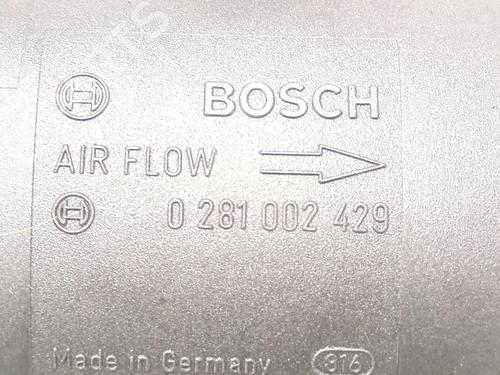 BOSCH
AIR FLOW
0 281 002 429
Made in Germany 316